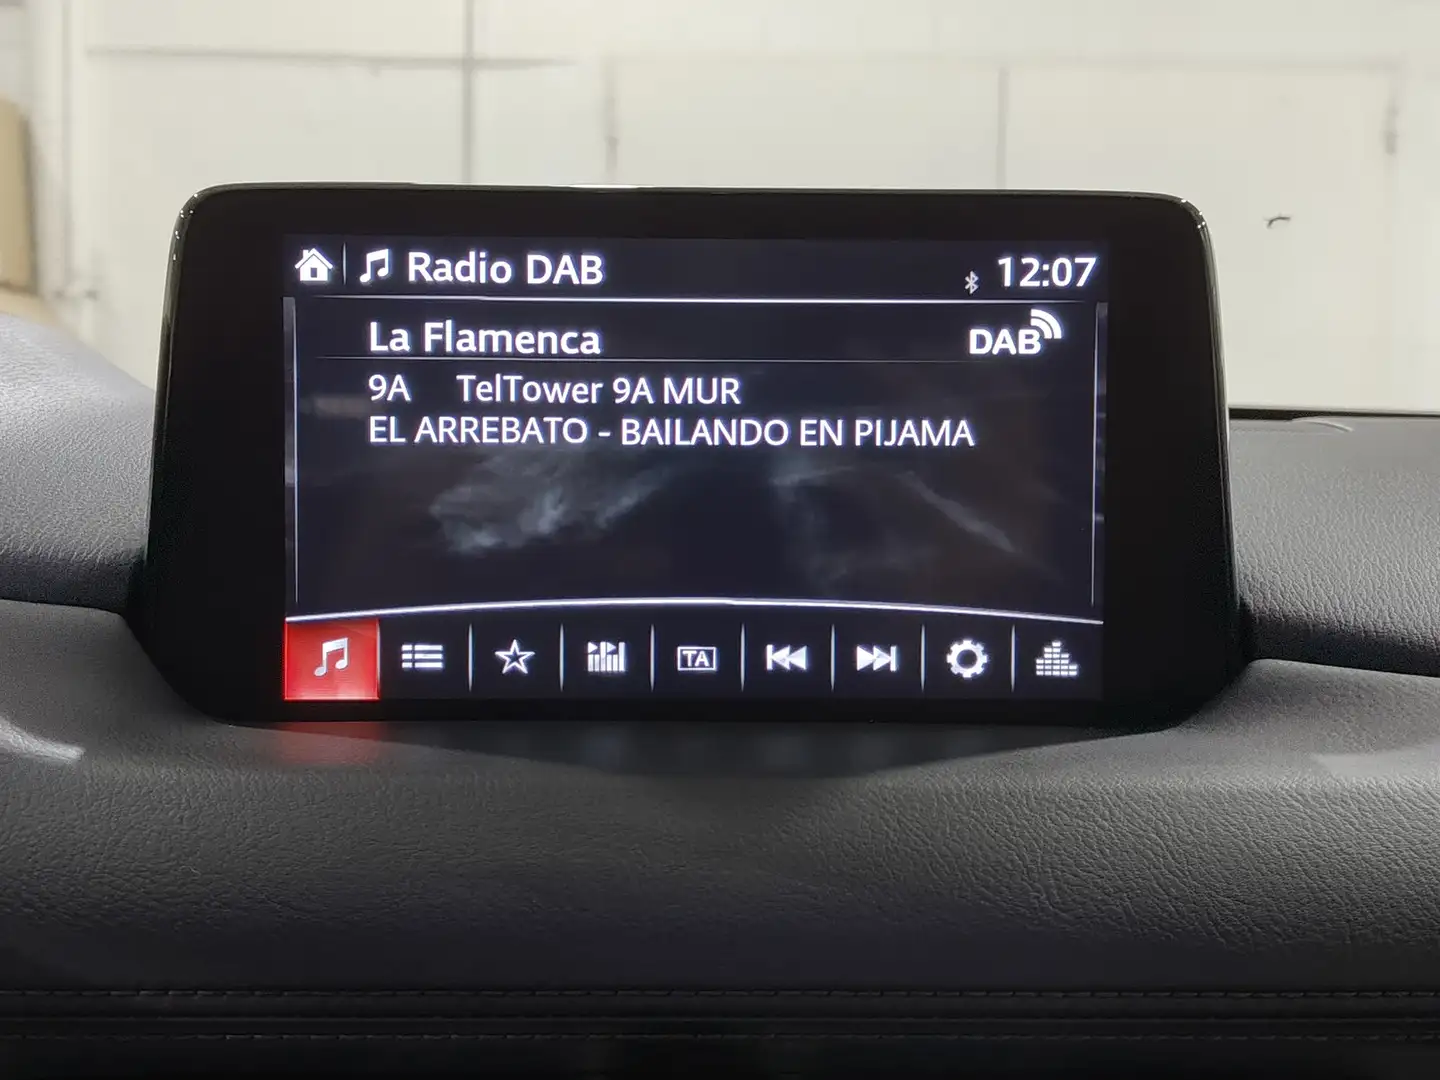 Radio DAB 12:07
La Flamenca DAB
9A TelTower 9A MUR
EL ARREBATO - BAILANDO EN PIJAMA
TA